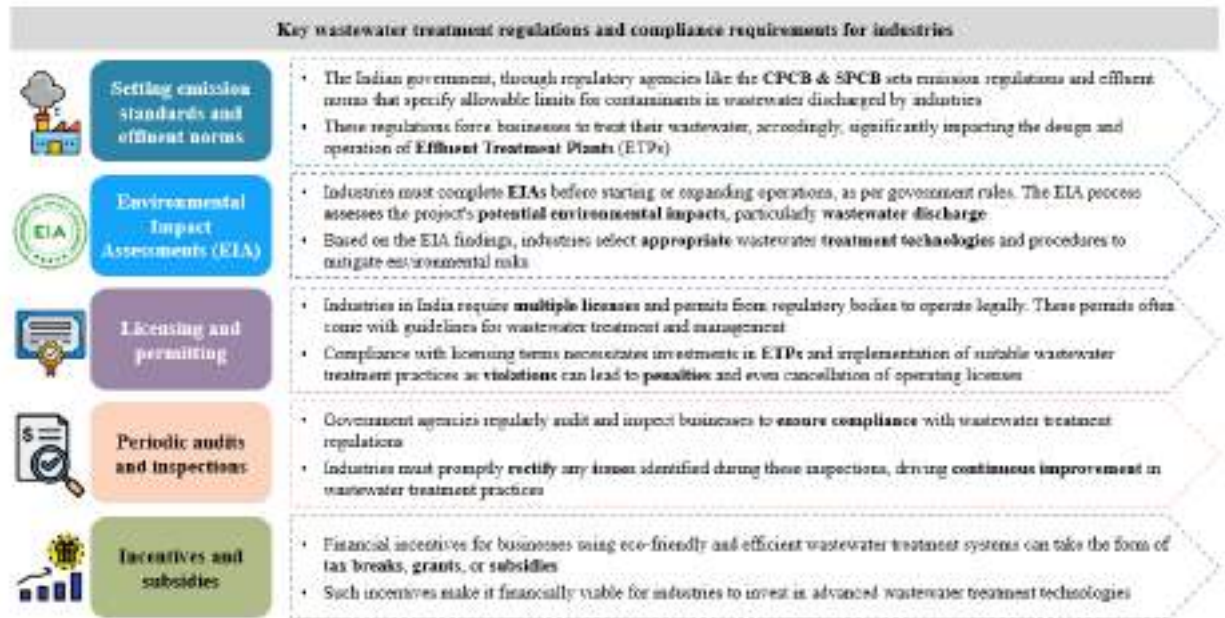 Key wastewater treatment regulations and compliance requirements for industries
Setting emission
standards and
effluent norms
• The Indian government, through regulatory agencies like the CPCB & SPCB sets emission regulations and effluent
norms that specify allowable limits for contaminants in wastewater discharged by industries
• These regulations force businesses to treat their wastewater, accordingly, significantly impacting the design and
operation of Effluent Treatment Plants (ETPs)
EIA
Environmental
Impact
Assessments (EIA)
• Industries must complete EIAs before starting or expanding operations, as per government rules. The EIA process
assesses the project's potential environmental impacts, particularly wastewater discharge
• Based on the EIA findings, industries select appropriate wastewater treatment technologies and procedures to
mitigate environmental risks
Licensing and
permitting
• Industries in India require multiple licenses and permits from regulatory bodies to operate legally. These permits often
come with guidelines for wastewater treatment and management
• Compliance with licensing terms necessitates investments in ETPs and implementation of suitable wastewater
treatment practices as violations can lead to penalties and even cancellation of operating licenses
$
Periodic audits
and inspections
• Government agencies regularly audit and inspect businesses to ensure compliance with wastewater treatment
regulations
• Industries must promptly rectify any issues identified during these inspections, driving continuous improvement in
wastewater treatment practices
Incentives and
subsidies
• Financial incentives for businesses using eco-friendly and efficient wastewater treatment systems can take the form of
tax breaks, grants, or subsidies
• Such incentives make it financially viable for industries to invest in advanced wastewater treatment technologies